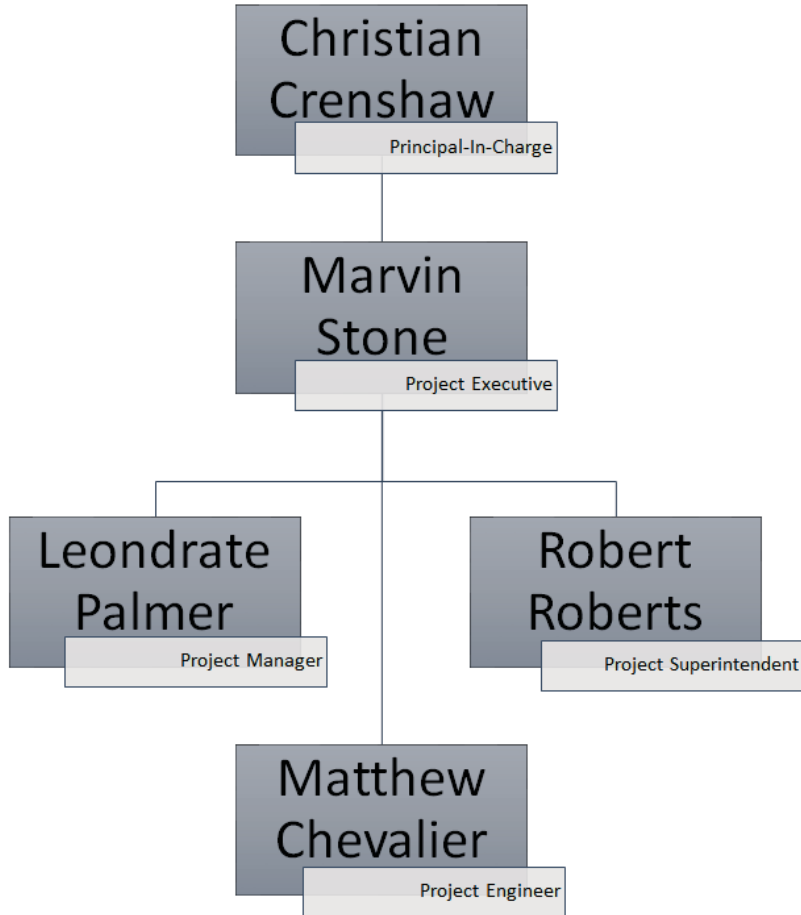 Christian
Crenshaw
Principal-In-Charge
Marvin
Stone
Project Executive
Leondrate
Palmer
Project Manager
Robert
Roberts
Project Superintendent
Matthew
Chevalier
Project Engineer